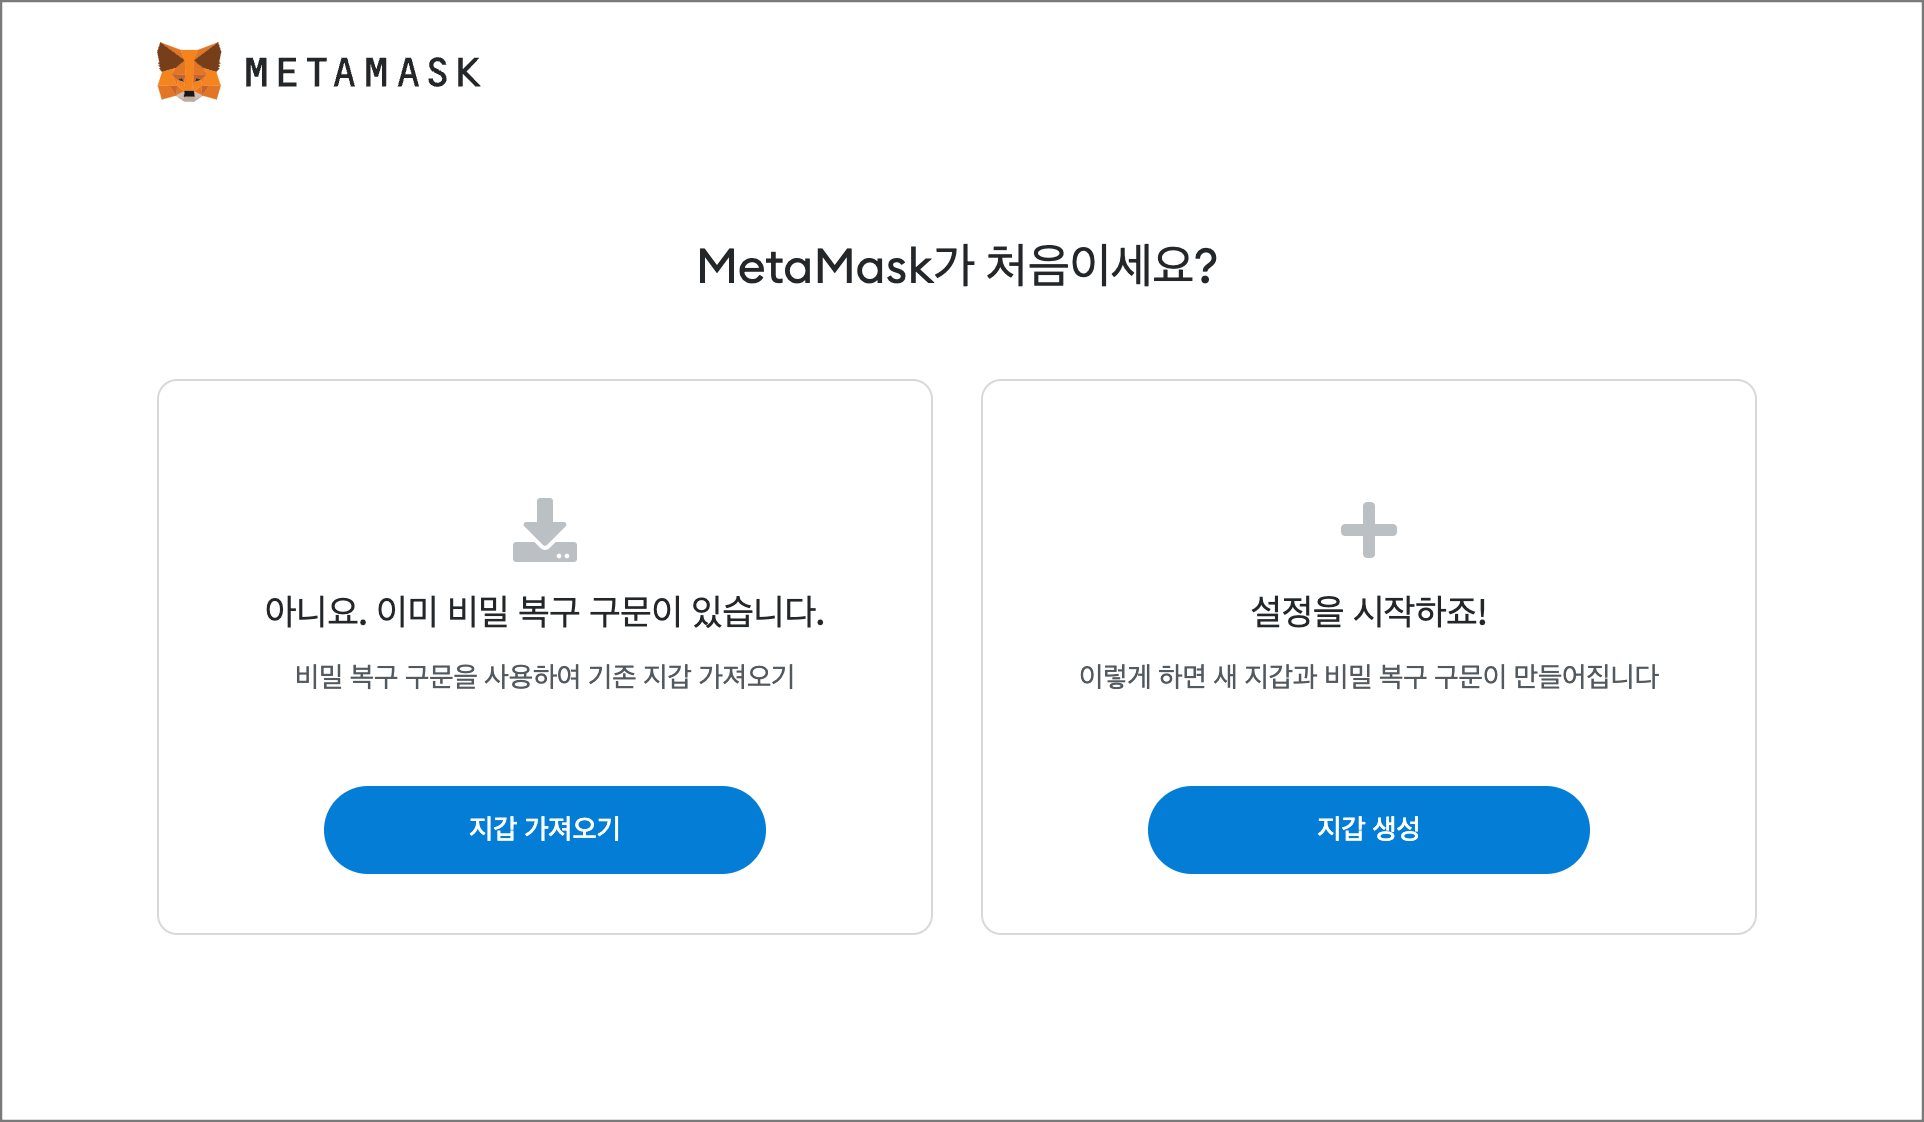 METAMASK
MetaMask가 처음이세요?
아니요. 이미 비밀 복구 구문이 있습니다.
비밀 복구 구문을 사용하여 기존 지갑 가져오기
지갑 가져오기
설정을 시작하죠!
이렇게 하면 새 지갑과 비밀 복구 구문이 만들어집니다
지갑 생성